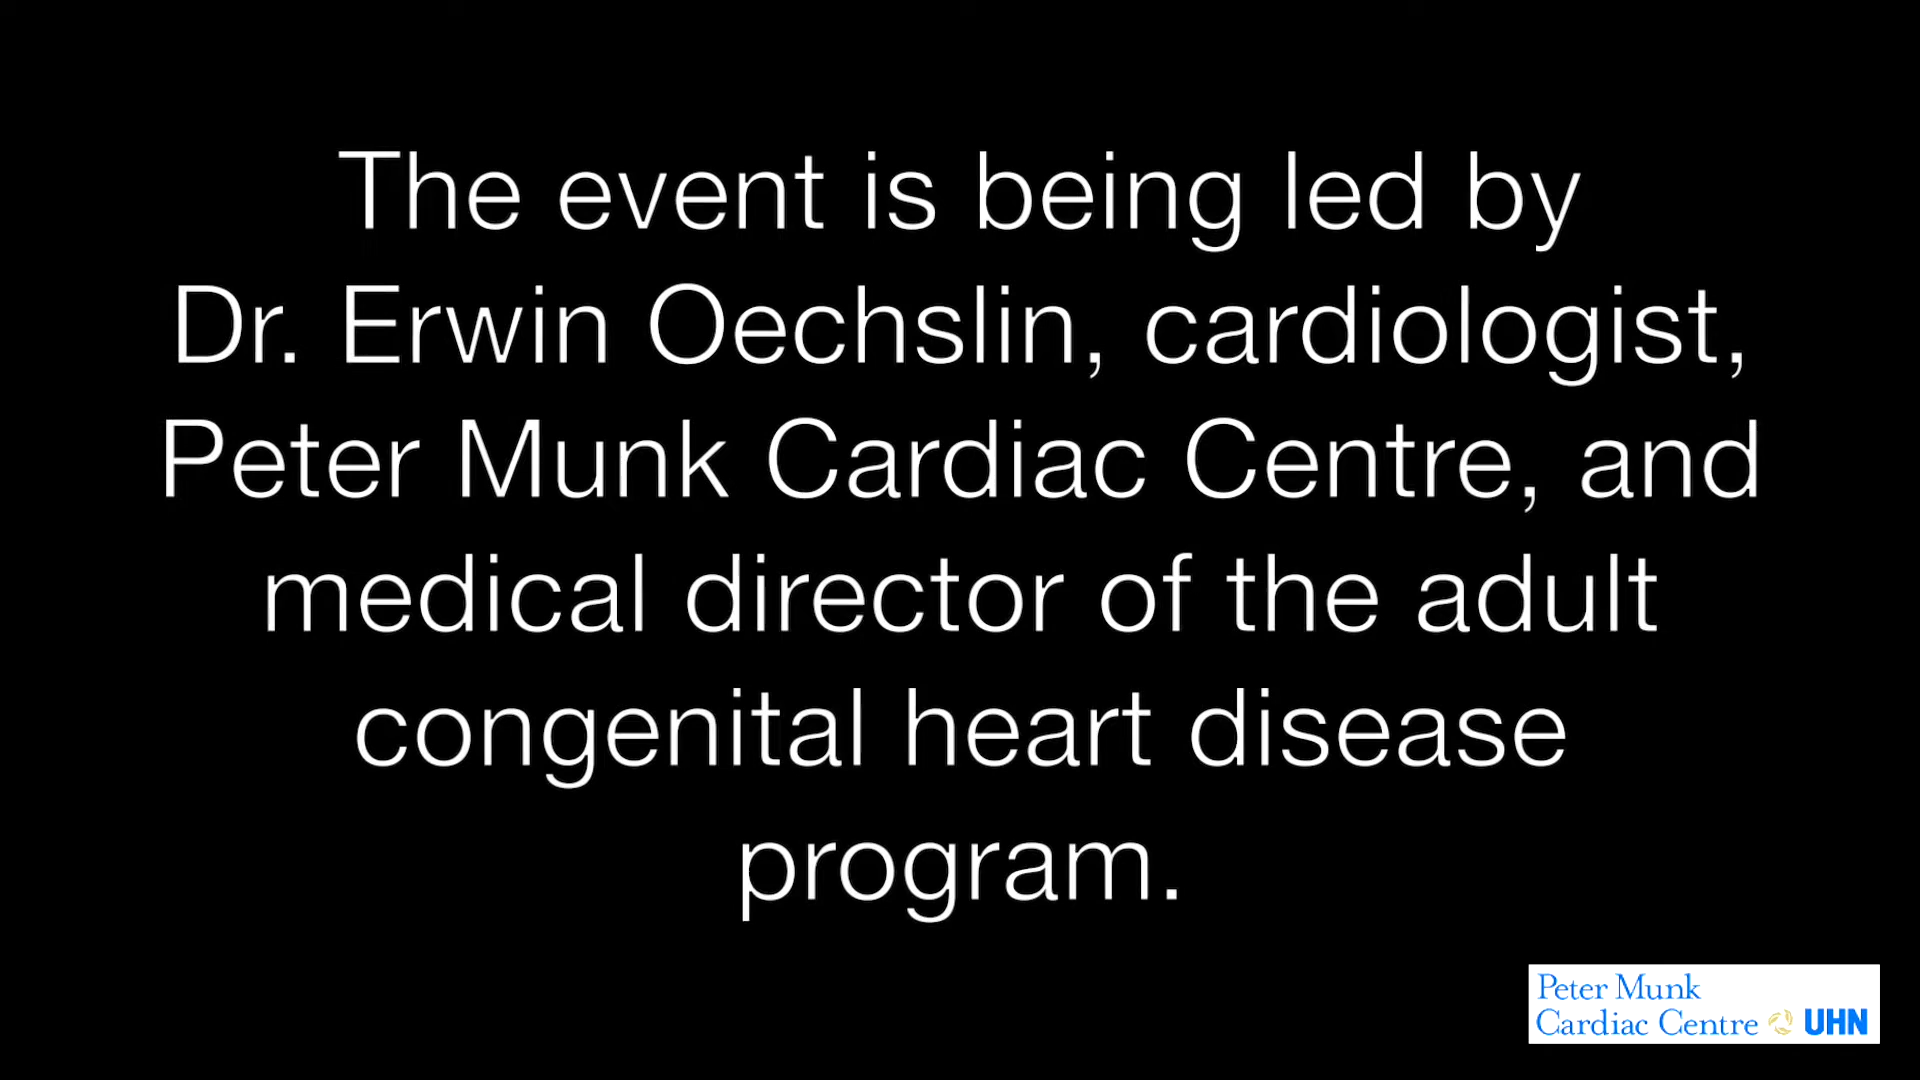 The event is being led by
Dr. Erwin Oechslin, cardiologist,
Peter Munk Cardiac Centre, and
medical director of the adult
congenital heart disease
program.
Peter Munk
Cardiac Centre UHN